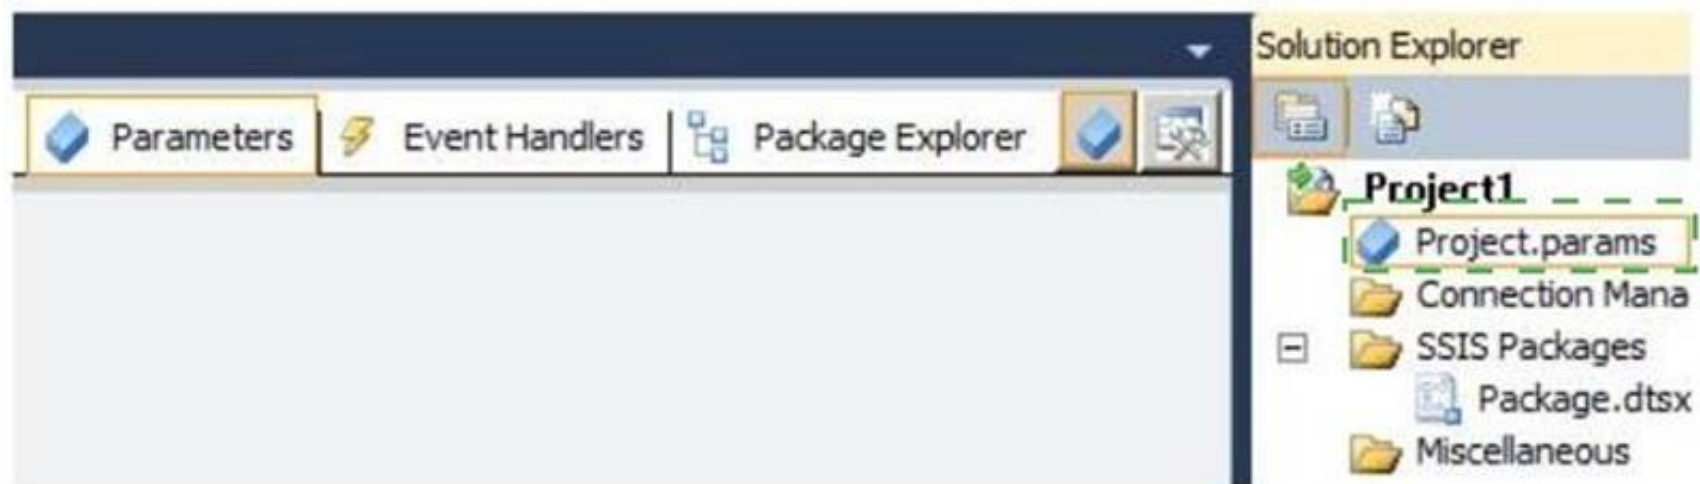 Parameters Event Handlers Package Explorer
Solution Explorer
Project1
Project.params
Connection Mana
SSIS Packages
Package.dtsx
Miscellaneous